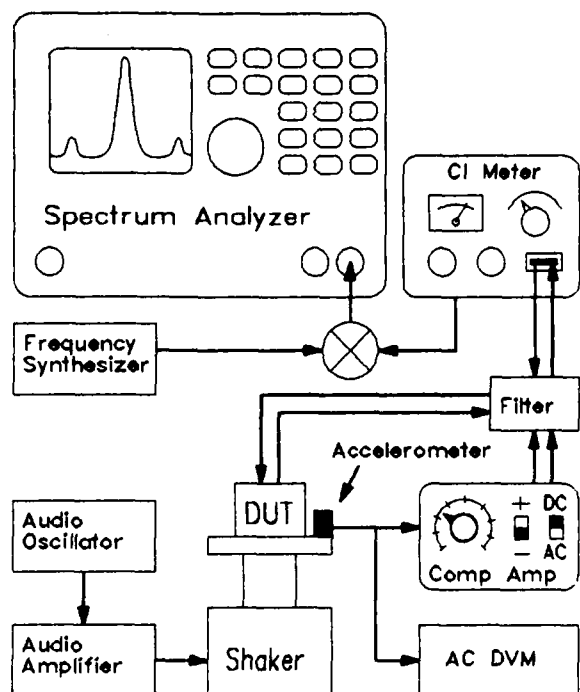 CI Meter
Spectrum Analyzer
Frequency
Synthesizer
Filter
Accelerometer
DUT
Audio
Oscillator
+ DC
- AC
Comp Amp
Audio
Amplifier
Shaker
AC DVM